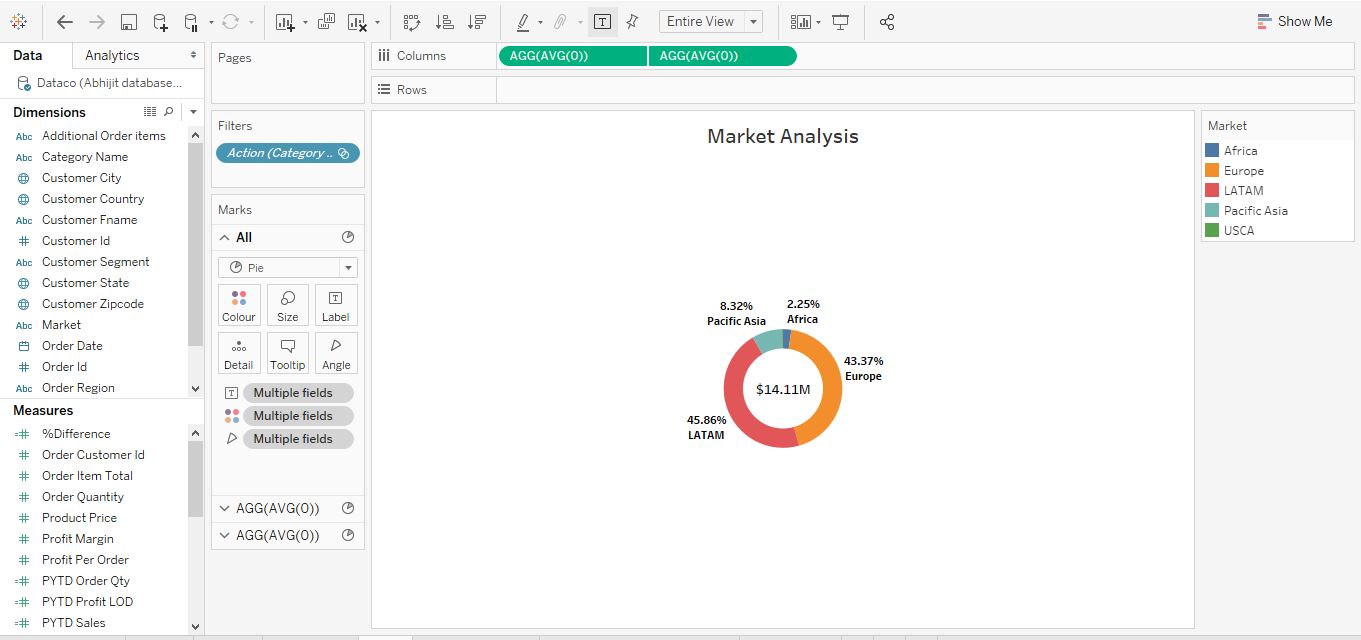 Entire View
Show Me
Data
Analytics
Dataco (Abhijit database...
Dimensions
Abc Additional Order items
Abc Category Name
Customer City
Customer Country
Abc Customer Fname
# Customer Id
Abc Customer Segment
Customer State
Customer Zipcode
Abc Market
Order Date
# Order Id
Abc Order Region
Measures
=# %Difference
# Order Customer Id
# Order Item Total
# Order Quantity
# Product Price
# Profit Margin
# Profit Per Order
=# PYTD Order Qty
=# PYTD Profit LOD
=# PYTD Sales
Pages
Filters
Action (Category ..
Marks
All
Pie
Colour
Size
T
Label
Detail
Tooltip
Angle
T Multiple fields
Multiple fields
Multiple fields
AGG(AVG(0))
AGG(AVG(0))
Columns
AGG(AVG(0))
AGG(AVG(0))
Rows
Market Analysis
8.32%
Pacific Asia
2.25%
Africa
43.37%
Europe
$14.11M
45.86%
LATAM
Market
Africa
Europe
LATAM
Pacific Asia
USCA